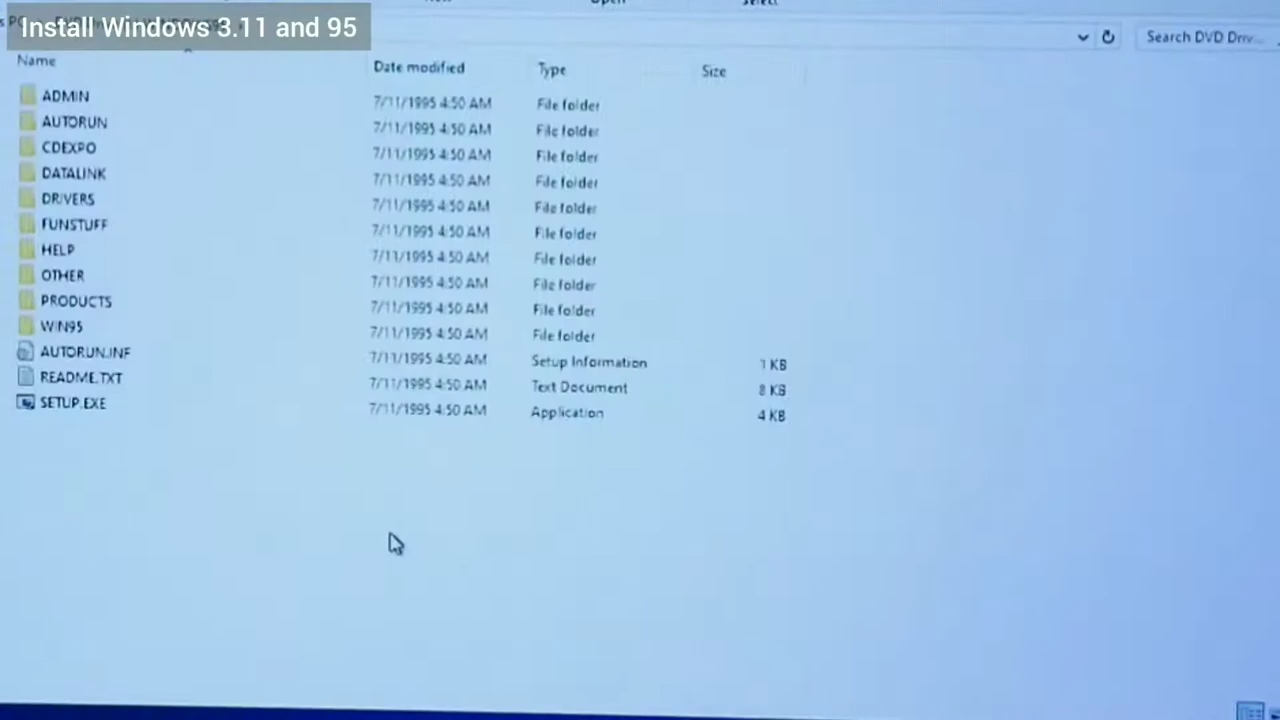 Install Windows 3.11 and 95
Open
Select
Search DVD Driv...
Name Date modified Type Size
ADMIN 7/11/1995 4:50 AM File folder
AUTORUN 7/11/1995 4:50 AM File folder
CDEXPO 7/11/1995 4:50 AM File folder
DATALINK 7/11/1995 4:50 AM File folder
DRIVERS 7/11/1995 4:50 AM File folder
FUNSTUFF 7/11/1995 4:50 AM File folder
HELP 7/11/1995 4:50 AM File folder
OTHER 7/11/1995 4:50 AM File folder
PRODUCTS 7/11/1995 4:50 AM File folder
WIN95 7/11/1995 4:50 AM File folder
AUTORUN.INF 7/11/1995 4:50 AM Setup Information 1 KB
README.TXT 7/11/1995 4:50 AM Text Document 8 KB
SETUP.EXE 7/11/1995 4:50 AM Application 4 KB